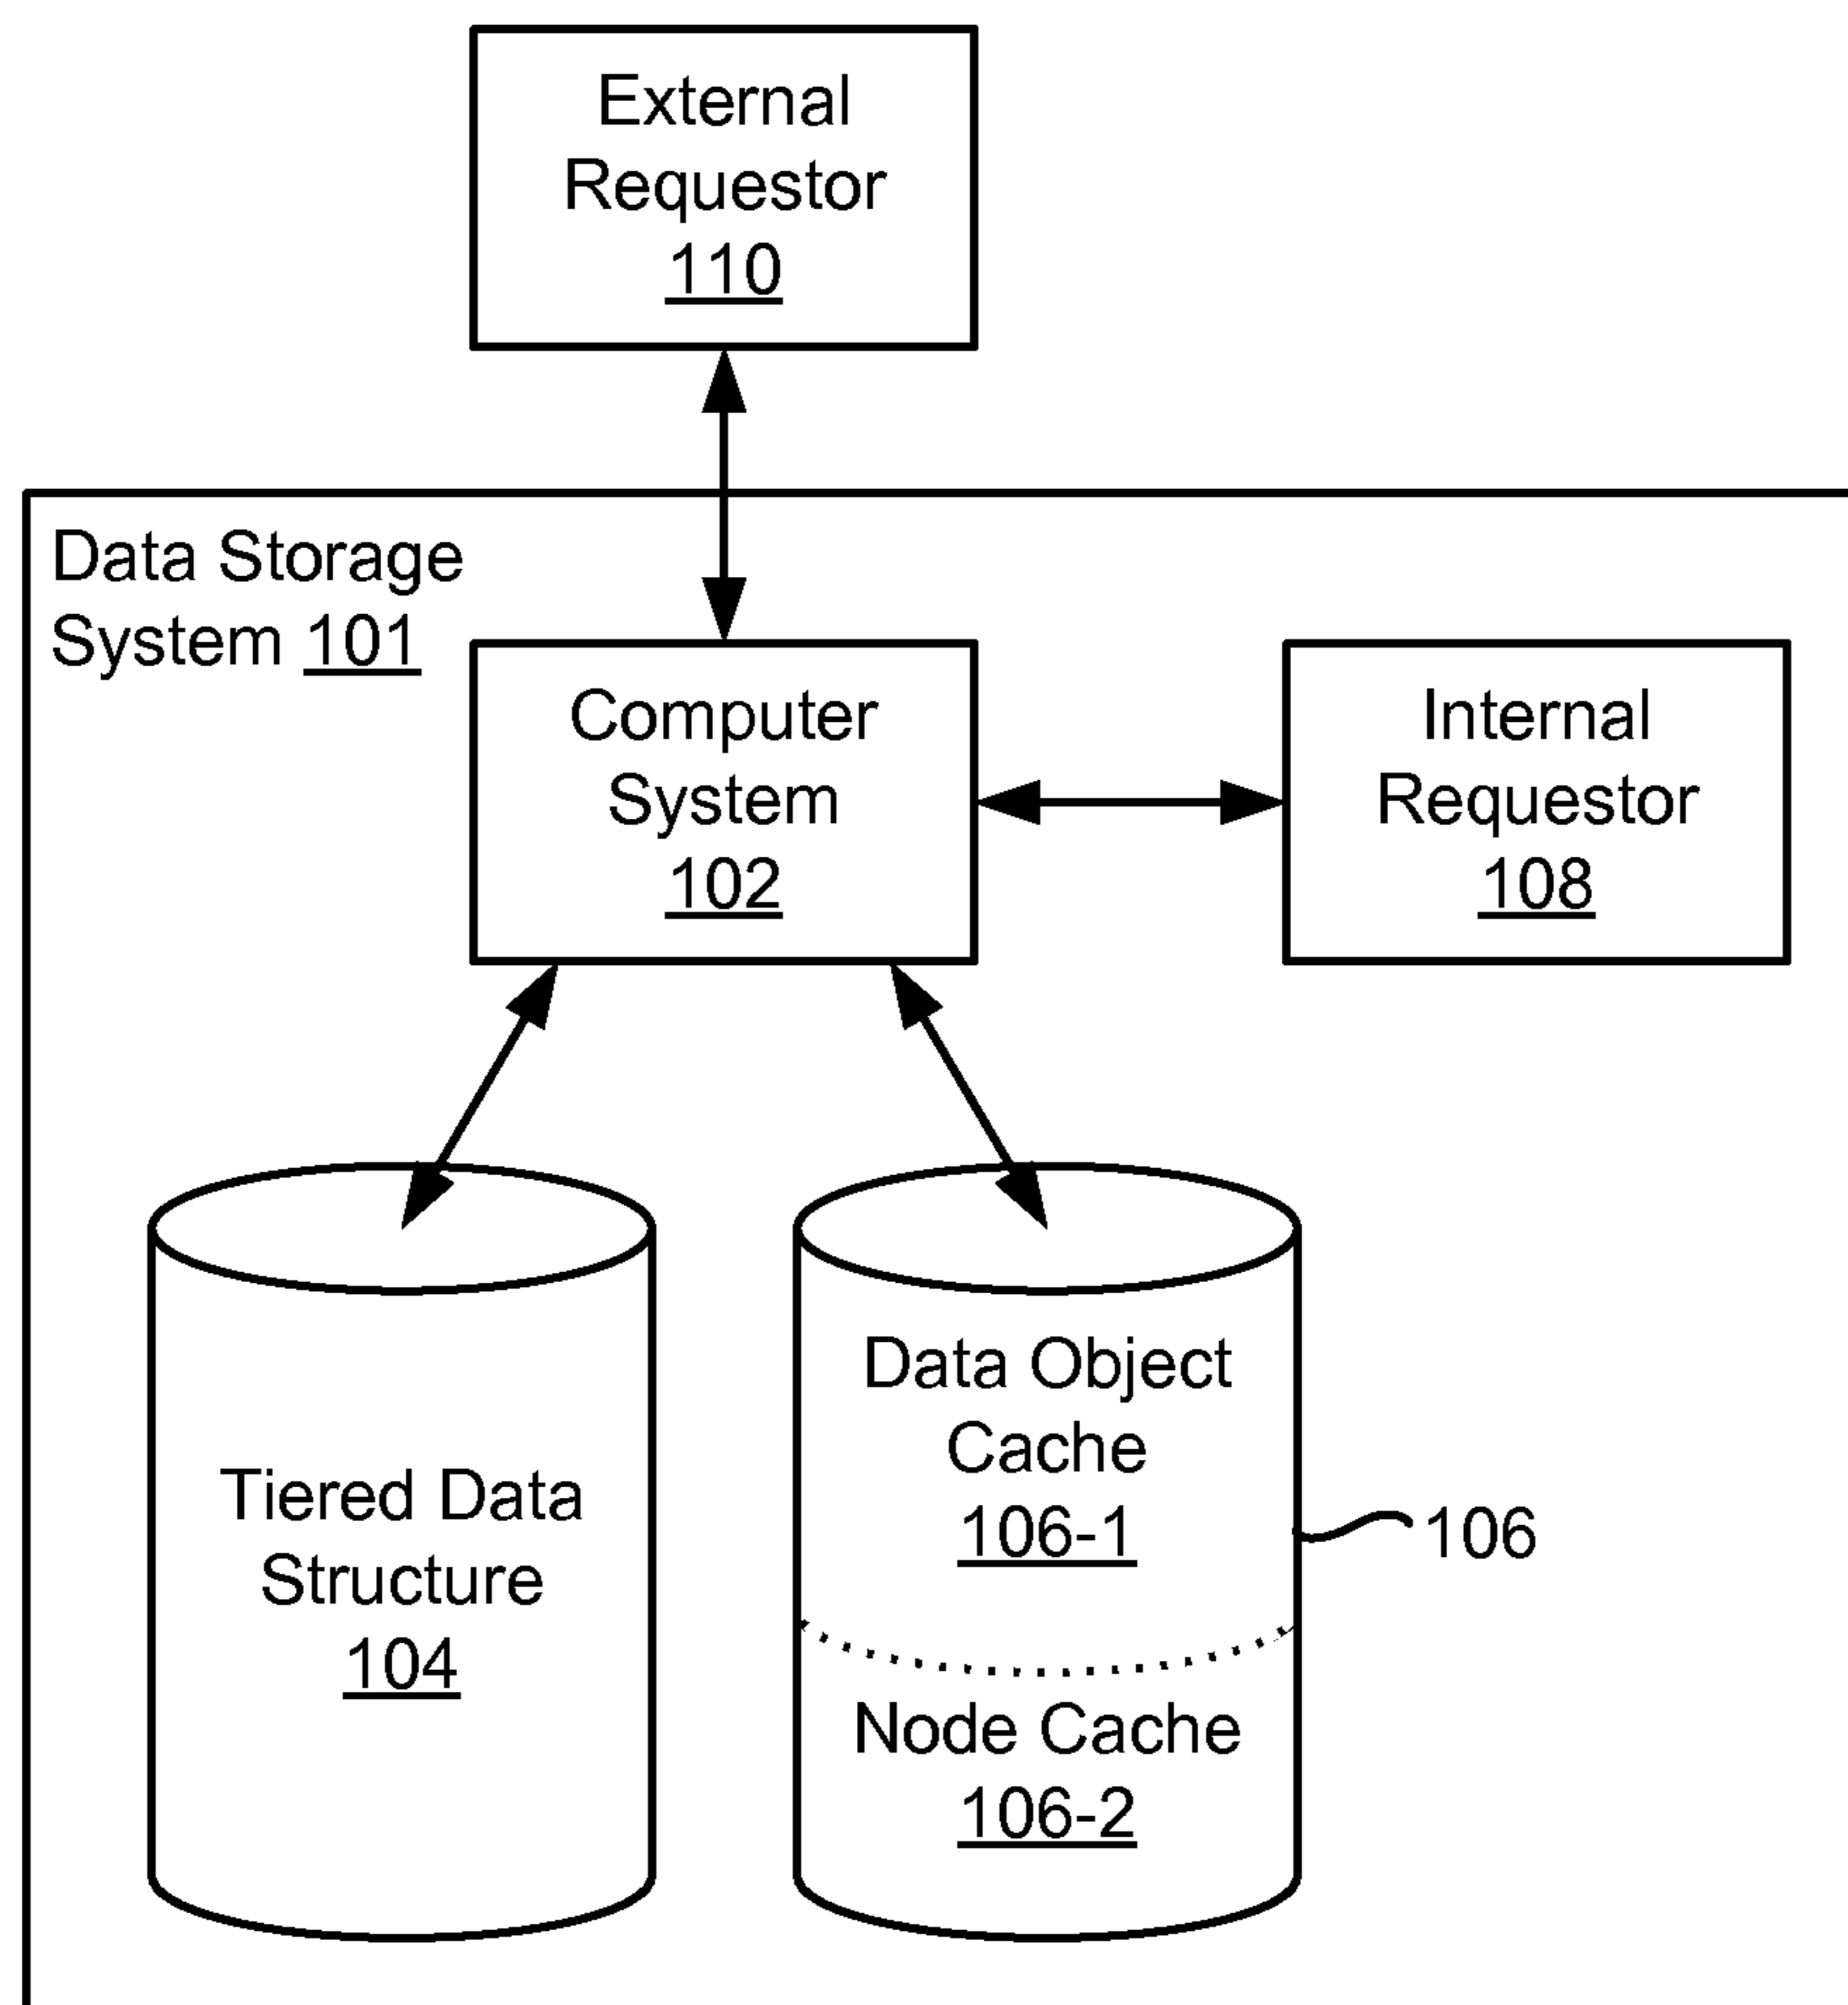 External
Requestor
110
Data Storage
System 101
Computer
System
102
Internal
Requestor
108
Tiered Data
Structure
104
Data Object
Cache
106-1
106
Node Cache
106-2